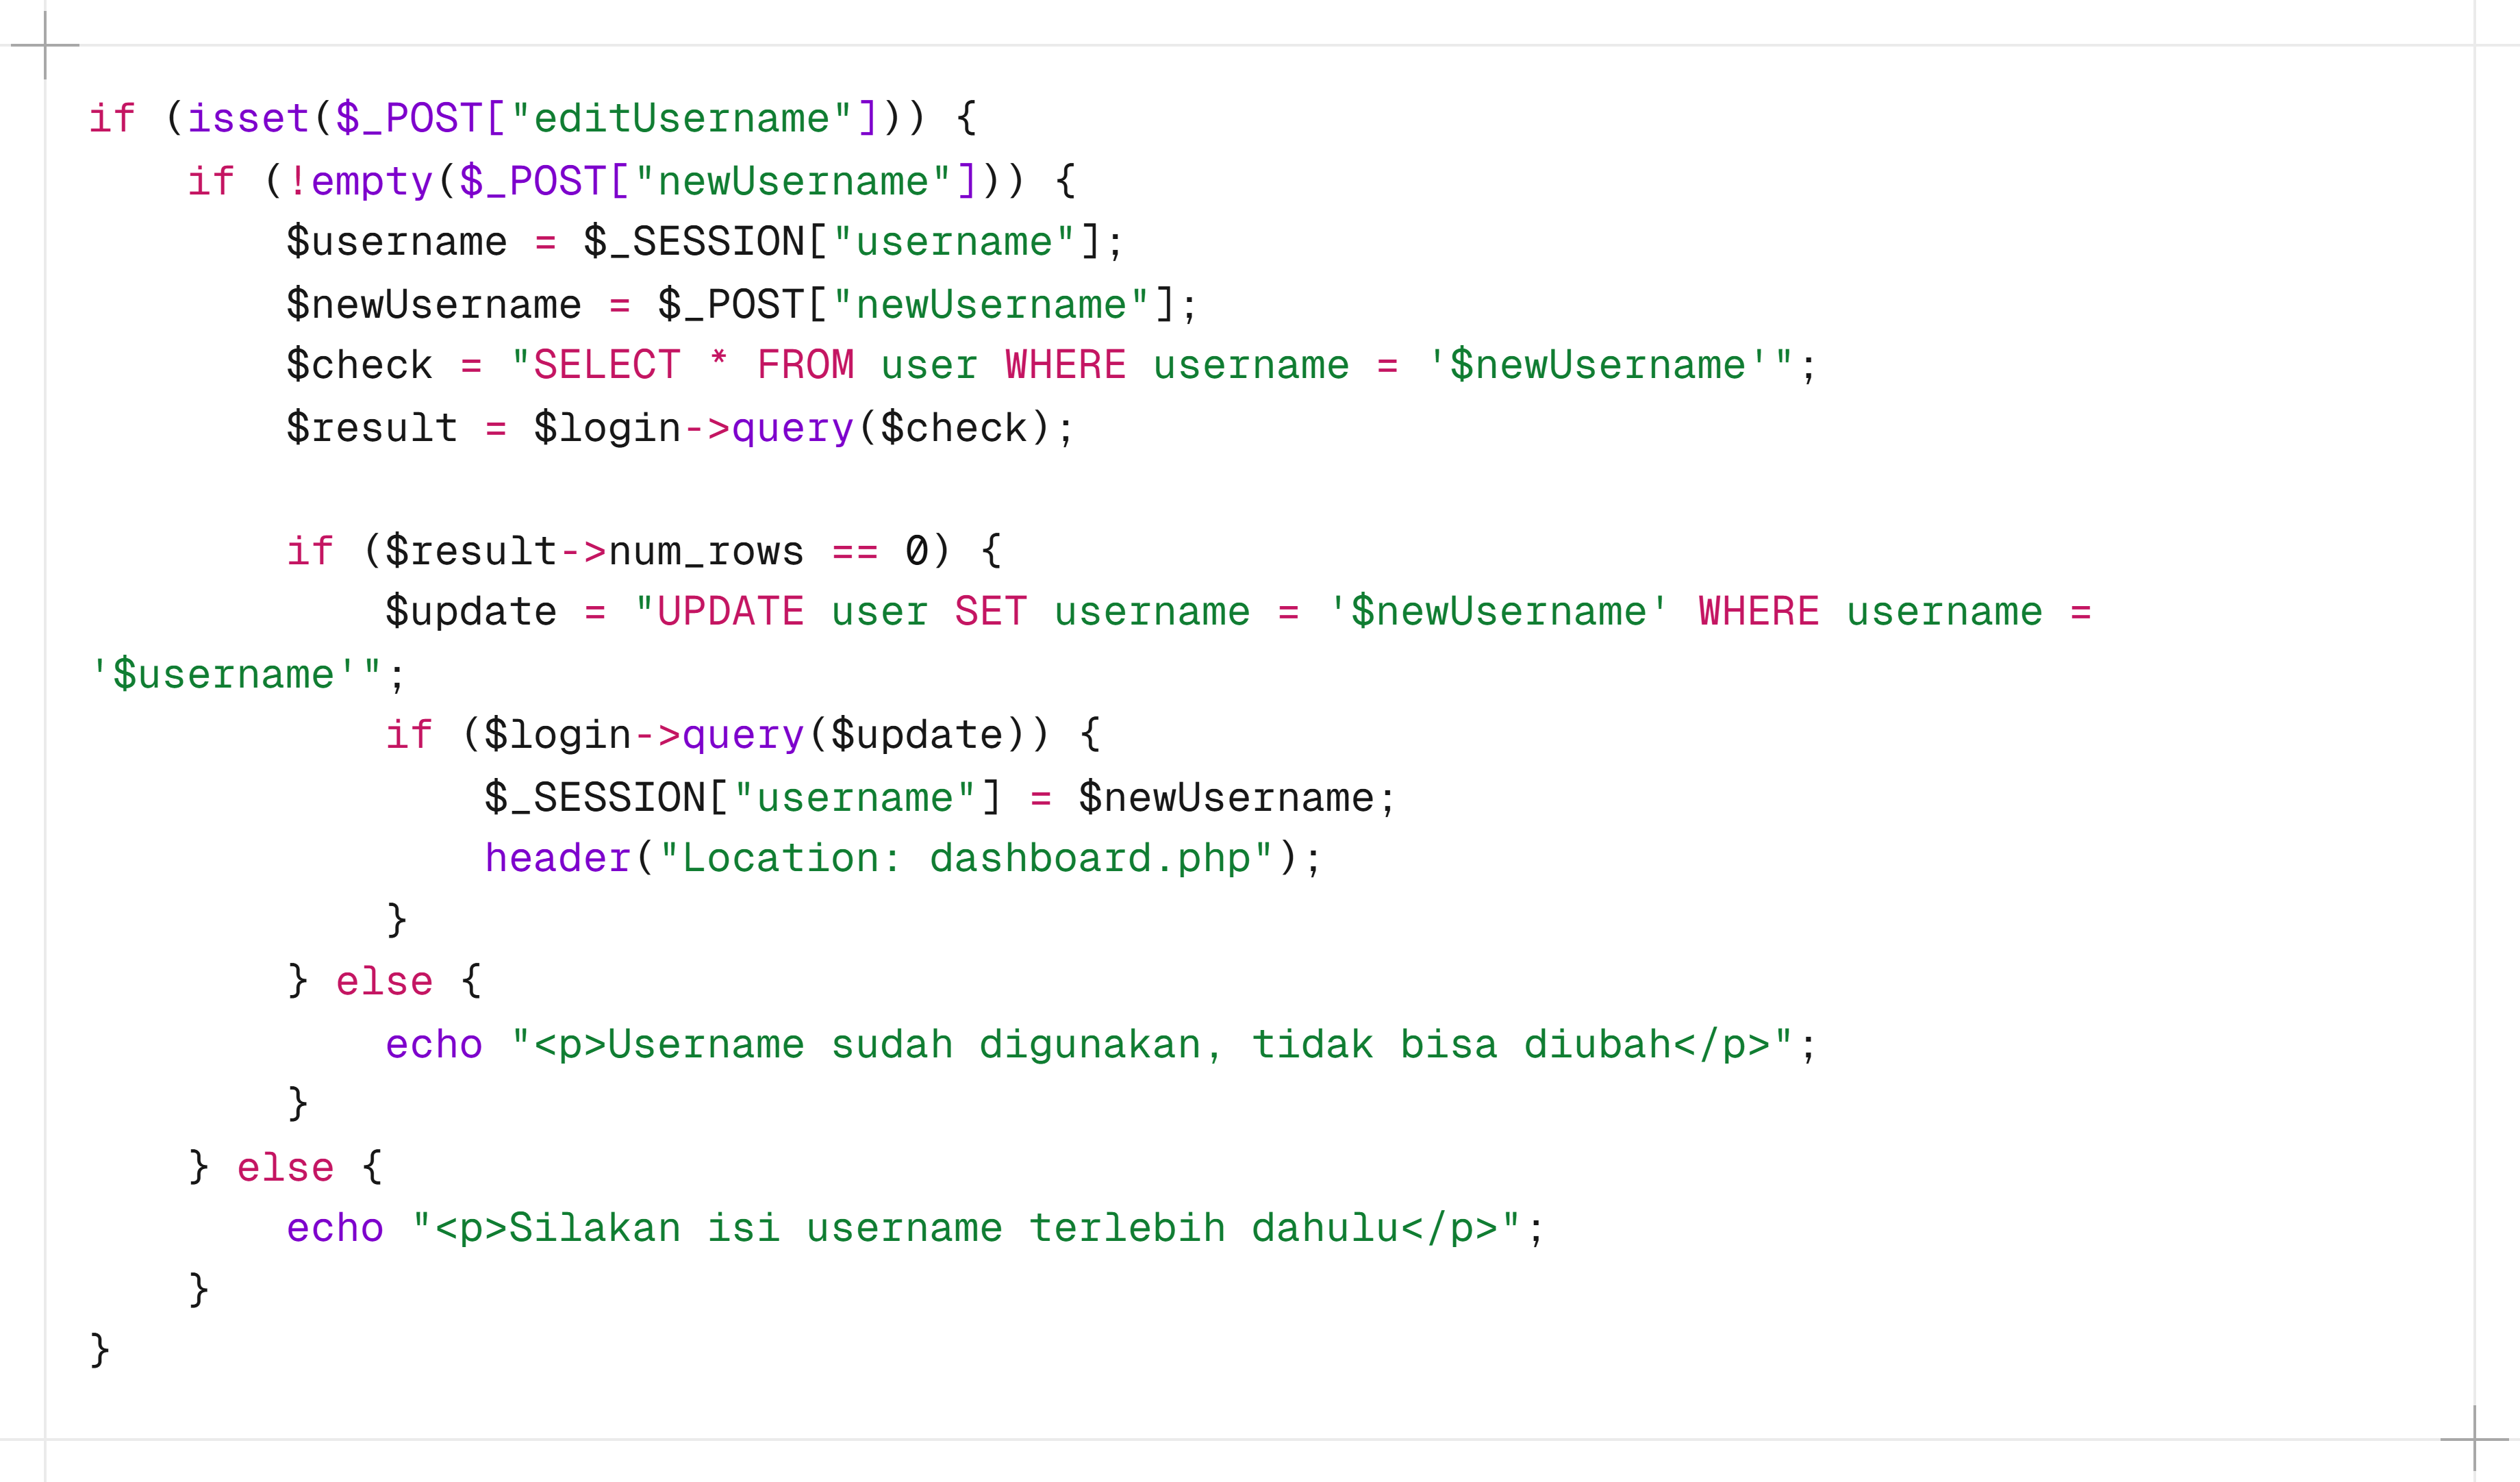 if (isset($_POST["editUsername"])) {
    if (!empty($_POST["newUsername"])) {
        $username = $_SESSION["username"];
        $newUsername = $_POST["newUsername"];
        $check = "SELECT * FROM user WHERE username = '$newUsername'";
        $result = $login->query($check);

        if ($result->num_rows == 0) {
            $update = "UPDATE user SET username = '$newUsername' WHERE username =
'$username'";
            if ($login->query($update)) {
                $_SESSION["username"] = $newUsername;
                header("Location: dashboard.php");
            }
        } else {
            echo "<p>Username sudah digunakan, tidak bisa diubah</p>";
        }
    } else {
        echo "<p>Silakan isi username terlebih dahulu</p>";
    }
}